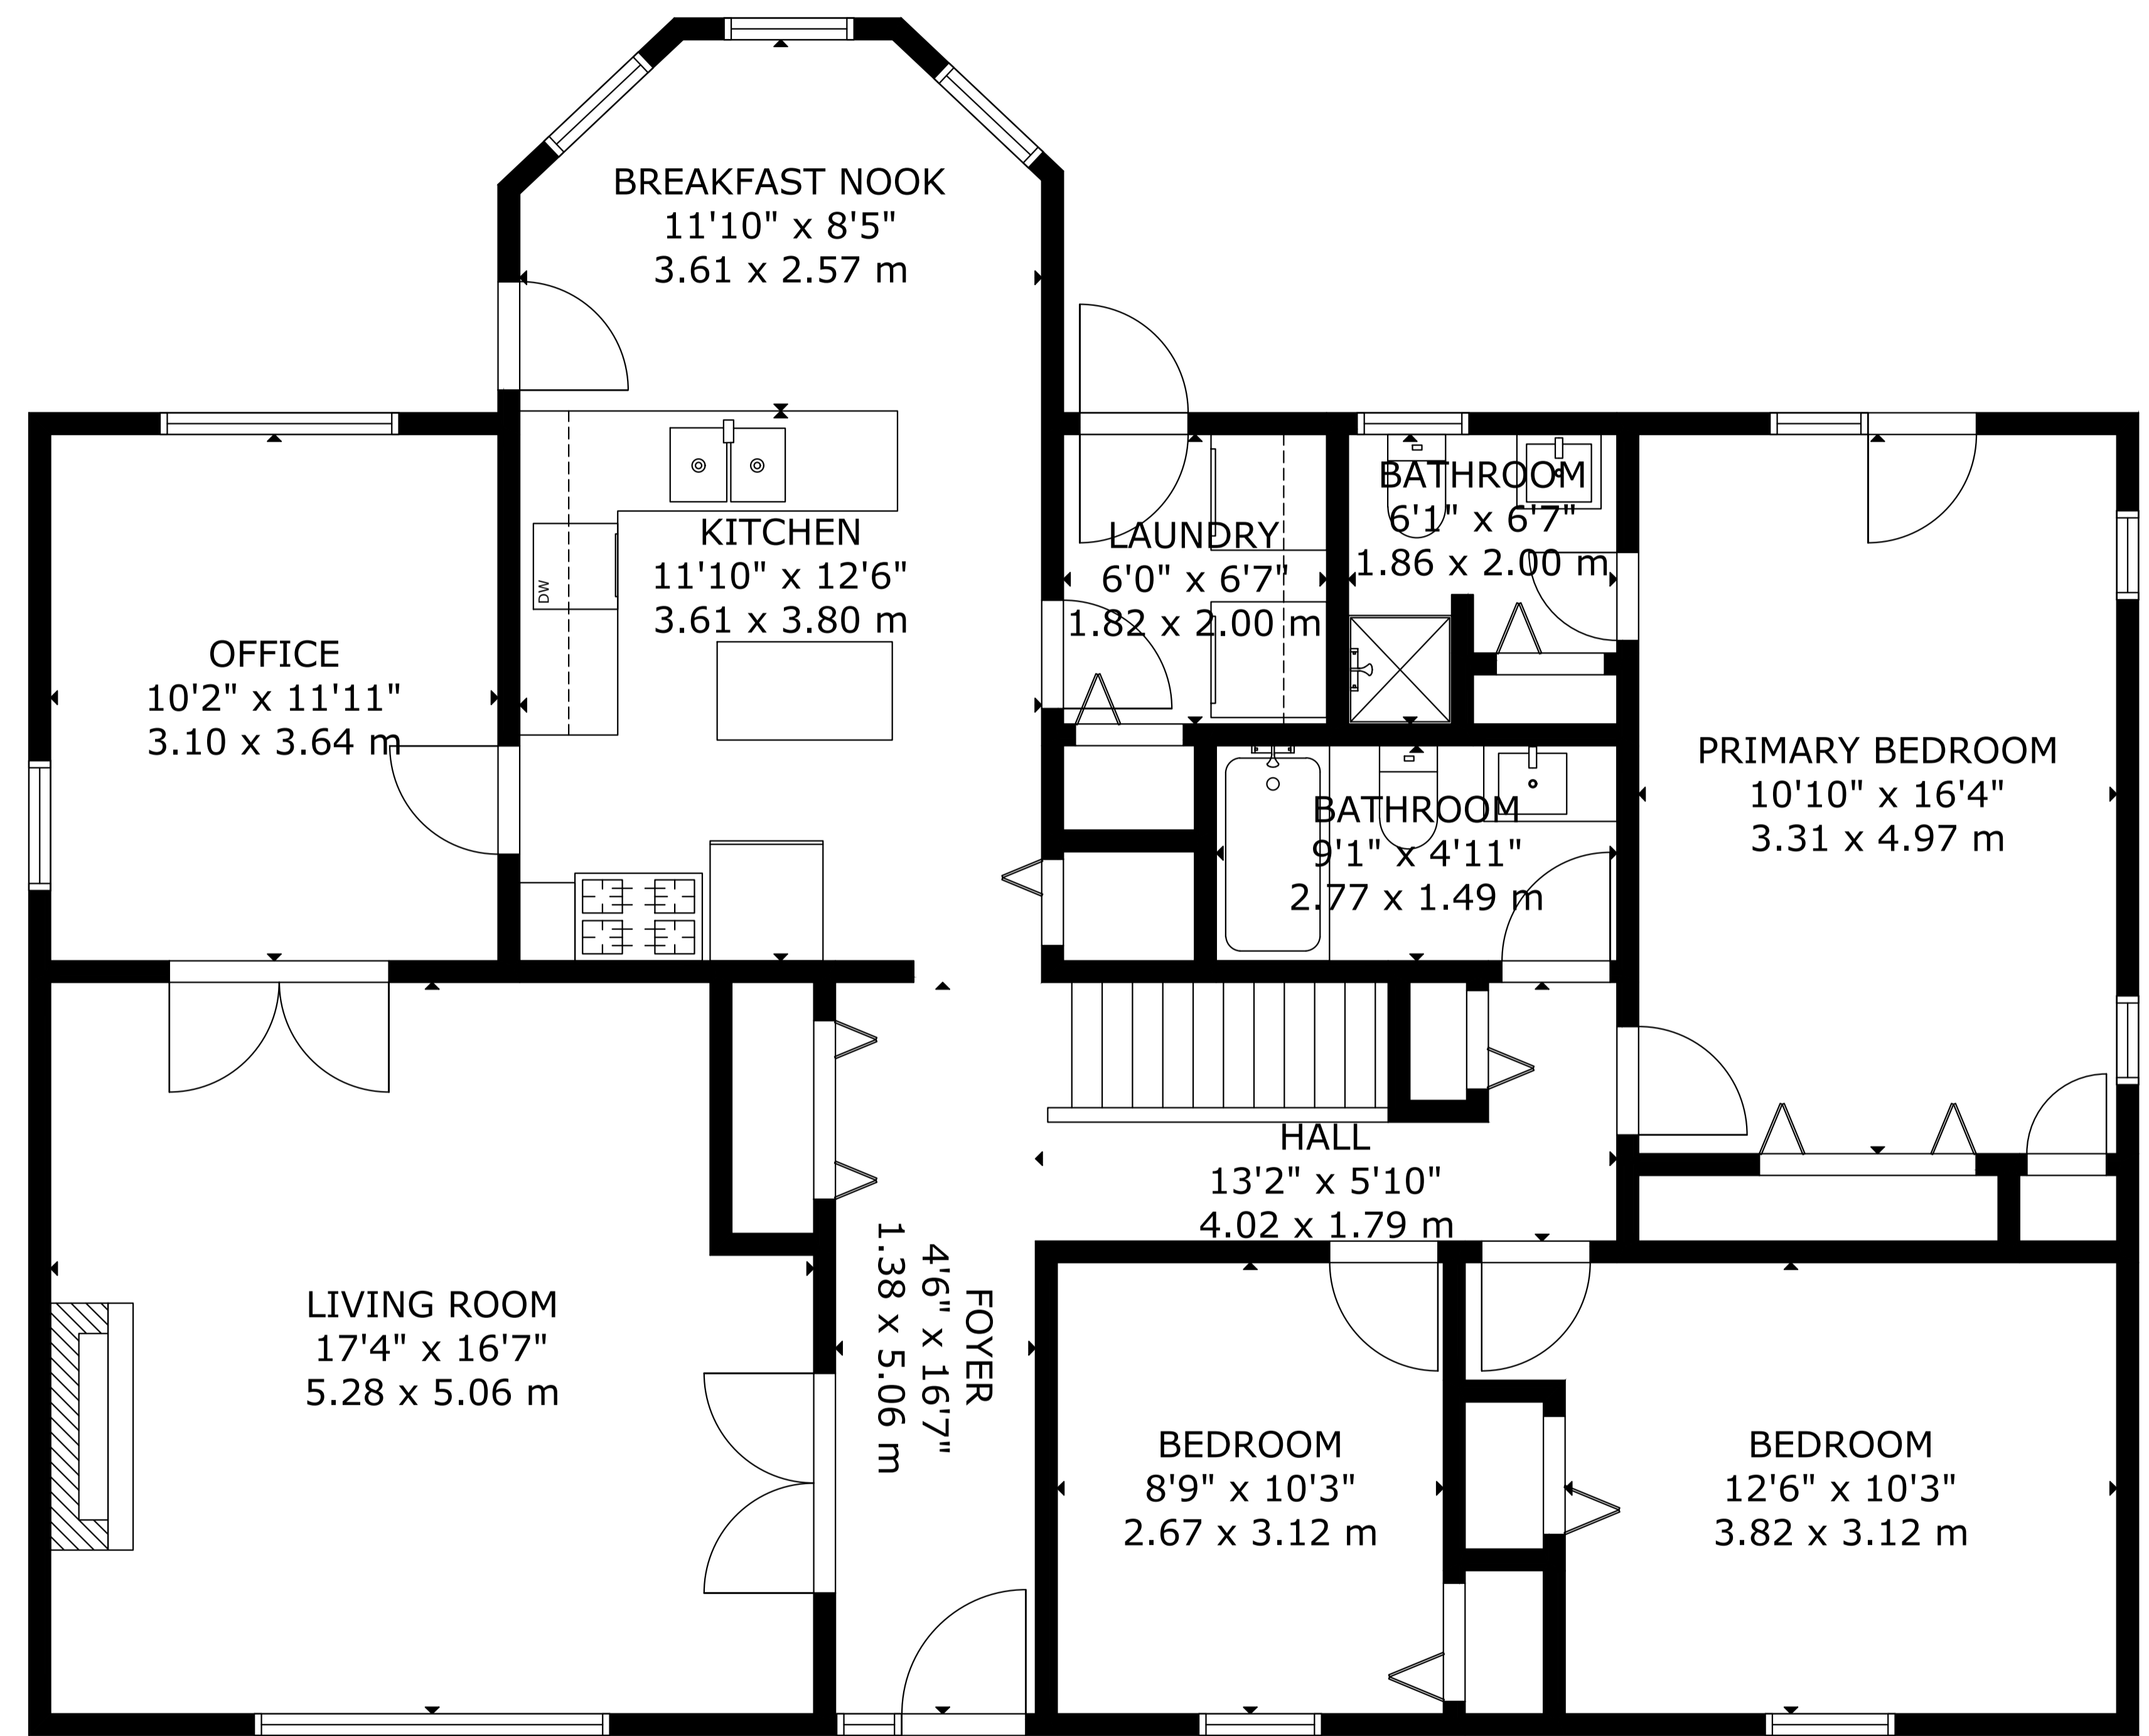 BREAKFAST NOOK
11'10" x 8'5"
3.61 x 2.57 m
KITCHEN
11'10" x 12'6"
3.61 x 3.80 m
DW
LAUNDRY
6'0" x 6'7"
1.82 x 2.00 m
BATHROOM
6'1" x 6'7"
1.86 x 2.00 m
OFFICE
10'2" x 11'11"
3.10 x 3.64 m
PRIMARY BEDROOM
10'10" x 16'4"
3.31 x 4.97 m
BATHROOM
9'1" x 4'11"
2.77 x 1.49 m
HALL
13'2" x 5'10"
4.02 x 1.79 m
LIVING ROOM
17'4" x 16'7"
5.28 x 5.06 m
FOYER
4'6" x 16'7"
1.38 x 5.06 m
BEDROOM
8'9" x 10'3"
2.67 x 3.12 m
BEDROOM
12'6" x 10'3"
3.82 x 3.12 m